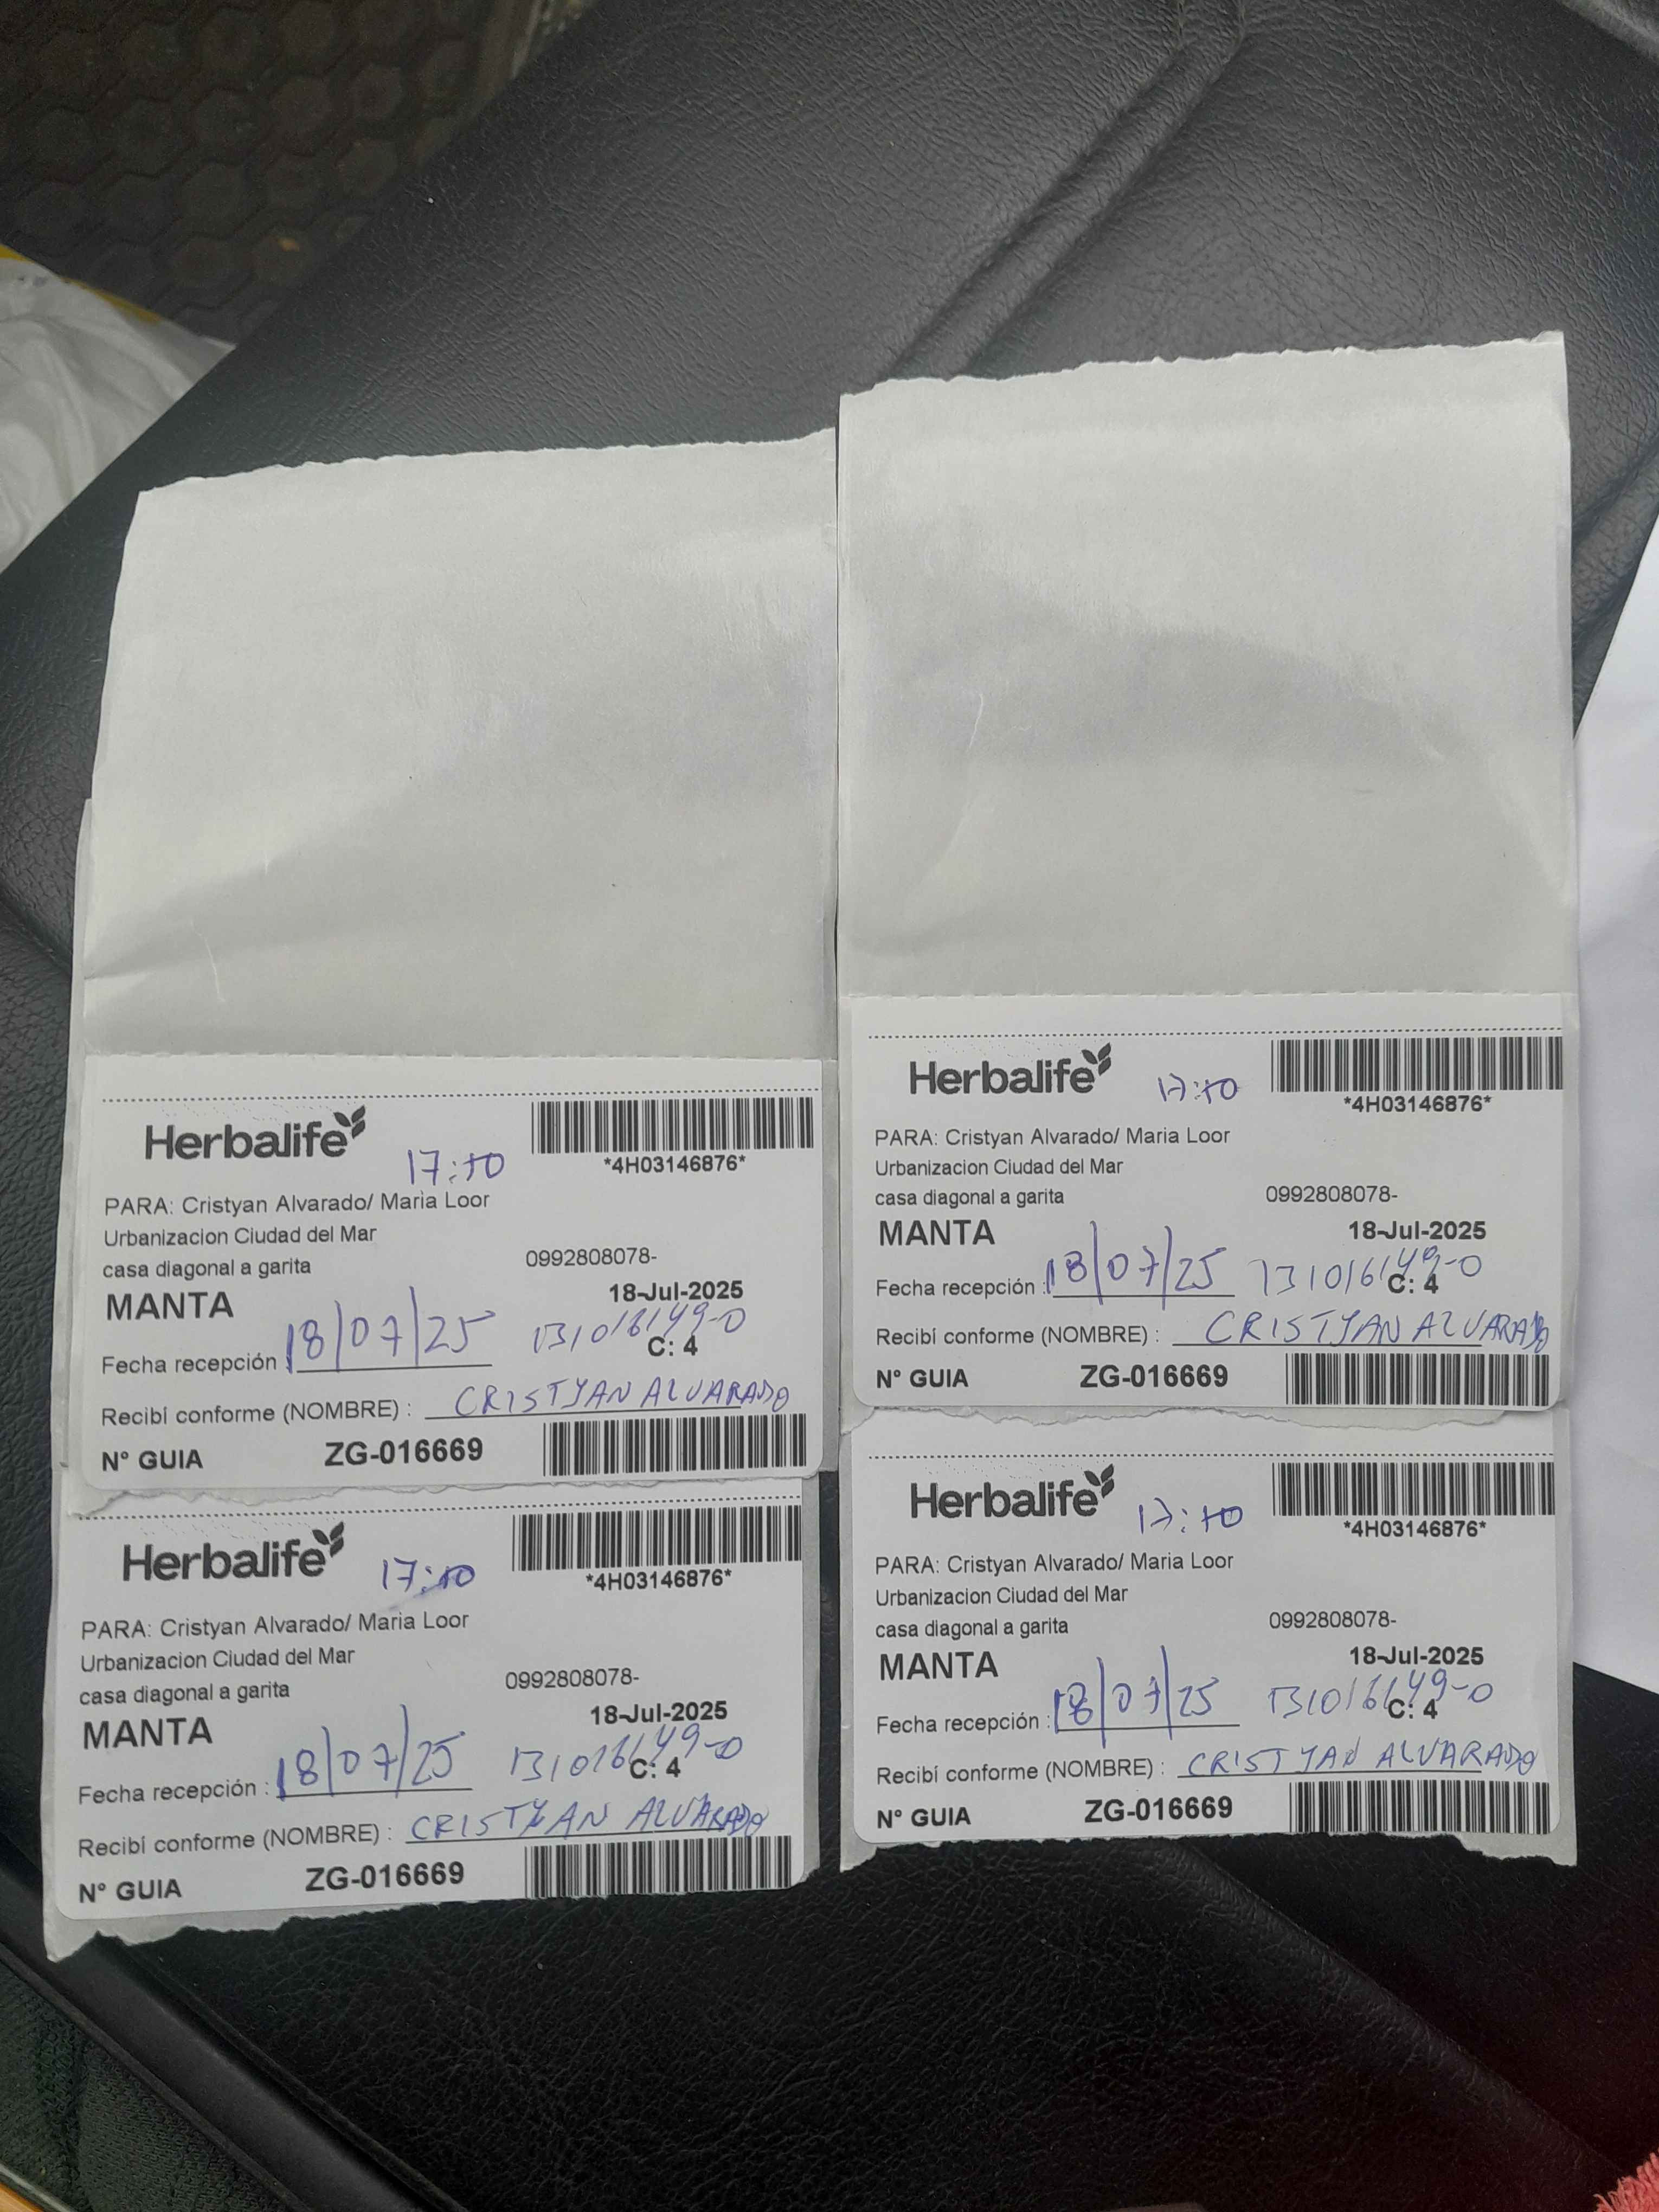 Herbalife
17:10
*4H03146876*
PARA: Cristyan Alvarado/ Maria Loor
Urbanizacion Ciudad del Mar
casa diagonal a garita
0992808078-
MANTA
18-Jul-2025
Fecha recepción : 18/07/25
131016149-0
C: 4
Recibí conforme (NOMBRE) : CRISTYAN ALVARADO
N° GUIA ZG-016669
Herbalife
17:10
*4H03146876*
PARA: Cristyan Alvarado/ Maria Loor
Urbanizacion Ciudad del Mar
casa diagonal a garita
0992808078-
MANTA
18-Jul-2025
Fecha recepción : 18/07/25
131016149-0
C: 4
Recibí conforme (NOMBRE) : CRISTYAN ALVARADO
N° GUIA ZG-016669
Herbalife
17:10
*4H03146876*
PARA: Cristyan Alvarado/ Maria Loor
Urbanizacion Ciudad del Mar
casa diagonal a garita
0992808078-
MANTA
18-Jul-2025
Fecha recepción : 18/07/25
131016149-0
C: 4
Recibí conforme (NOMBRE) : CRISTYAN ALVARADO
N° GUIA ZG-016669
Herbalife
17:10
*4H03146876*
PARA: Cristyan Alvarado/ Maria Loor
Urbanizacion Ciudad del Mar
casa diagonal a garita
0992808078-
MANTA
18-Jul-2025
Fecha recepción : 18/07/25
131016149-0
C: 4
Recibí conforme (NOMBRE) : CRISTYAN ALVARADO
N° GUIA ZG-016669